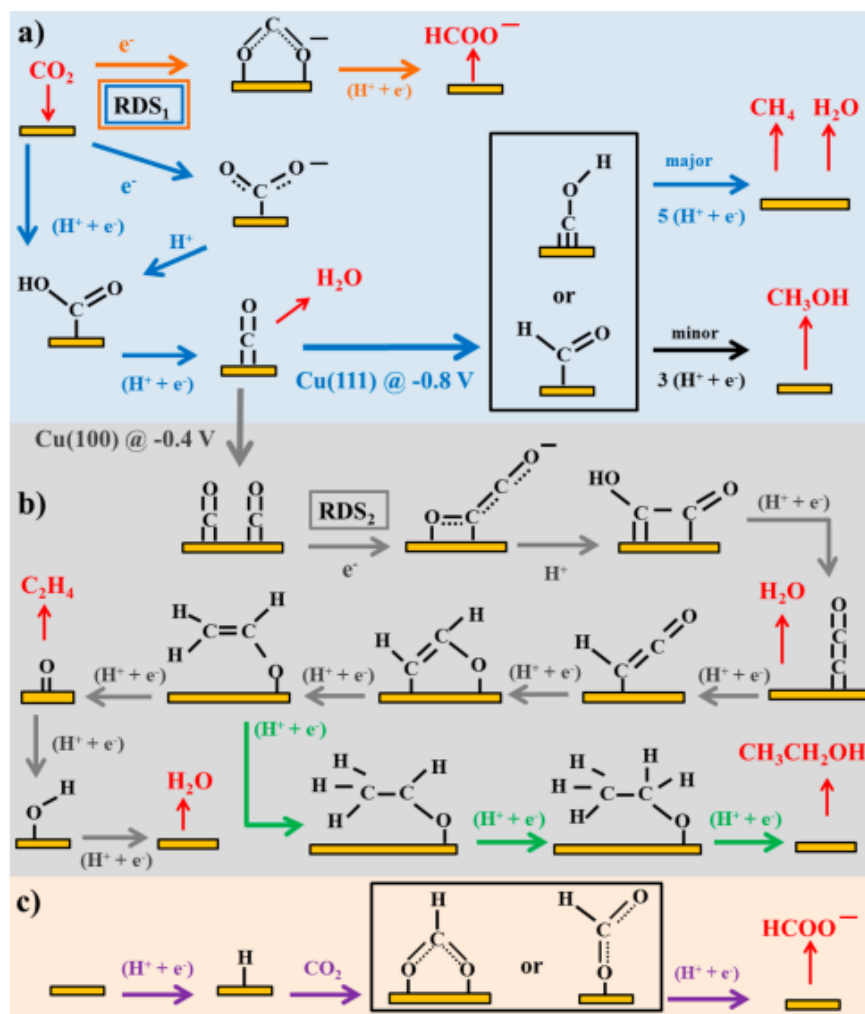 a)
CO2
e-
RDS1
O C O −
(H+ + e-)
HCOO−
e-
O C O −
(H+ + e-)
H+
HO C O
(H+ + e-)
O C
H2O
Cu(111) @ -0.8 V
H O C
or
H C O
major
5 (H+ + e-)
CH4 H2O
minor
3 (H+ + e-)
CH3OH
Cu(100) @ -0.4 V
b)
O C O C
RDS2
e-
O C C O −
H+
HO C C O
(H+ + e-)
O C C
H2O
(H+ + e-)
H C C O
(H+ + e-)
H C C H O
(H+ + e-)
H H C C H O
(H+ + e-)
O
C2H4
(H+ + e-)
O H
(H+ + e-)
H2O
(H+ + e-)
H H H C C H O
(H+ + e-)
H H H C C H H O
(H+ + e-)
CH3CH2OH
c)
(H+ + e-)
H
CO2
H C O O
or
H C O O
(H+ + e-)
HCOO−